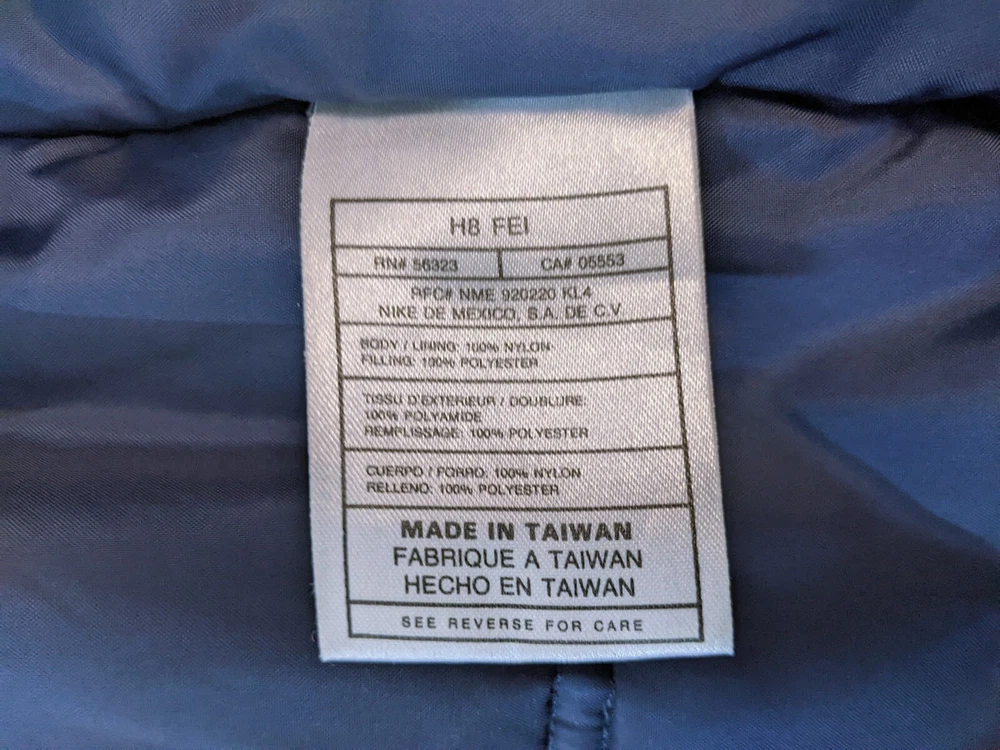 H8 FEI
RN# 56323 CA# 05553
RFC# NME 920220 KL4
NIKE DE MEXICO, S.A. DE C.V
BODY / LINING: 100% NYLON
FILLING: 100% POLYESTER
TISSU D'EXTERIEUR / DOUBLURE:
100% POLYAMIDE
REMPLISSAGE: 100% POLYESTER
CUERPO / FORRO: 100% NYLON
RELLENO: 100% POLYESTER
MADE IN TAIWAN
FABRIQUE A TAIWAN
HECHO EN TAIWAN
SEE REVERSE FOR CARE